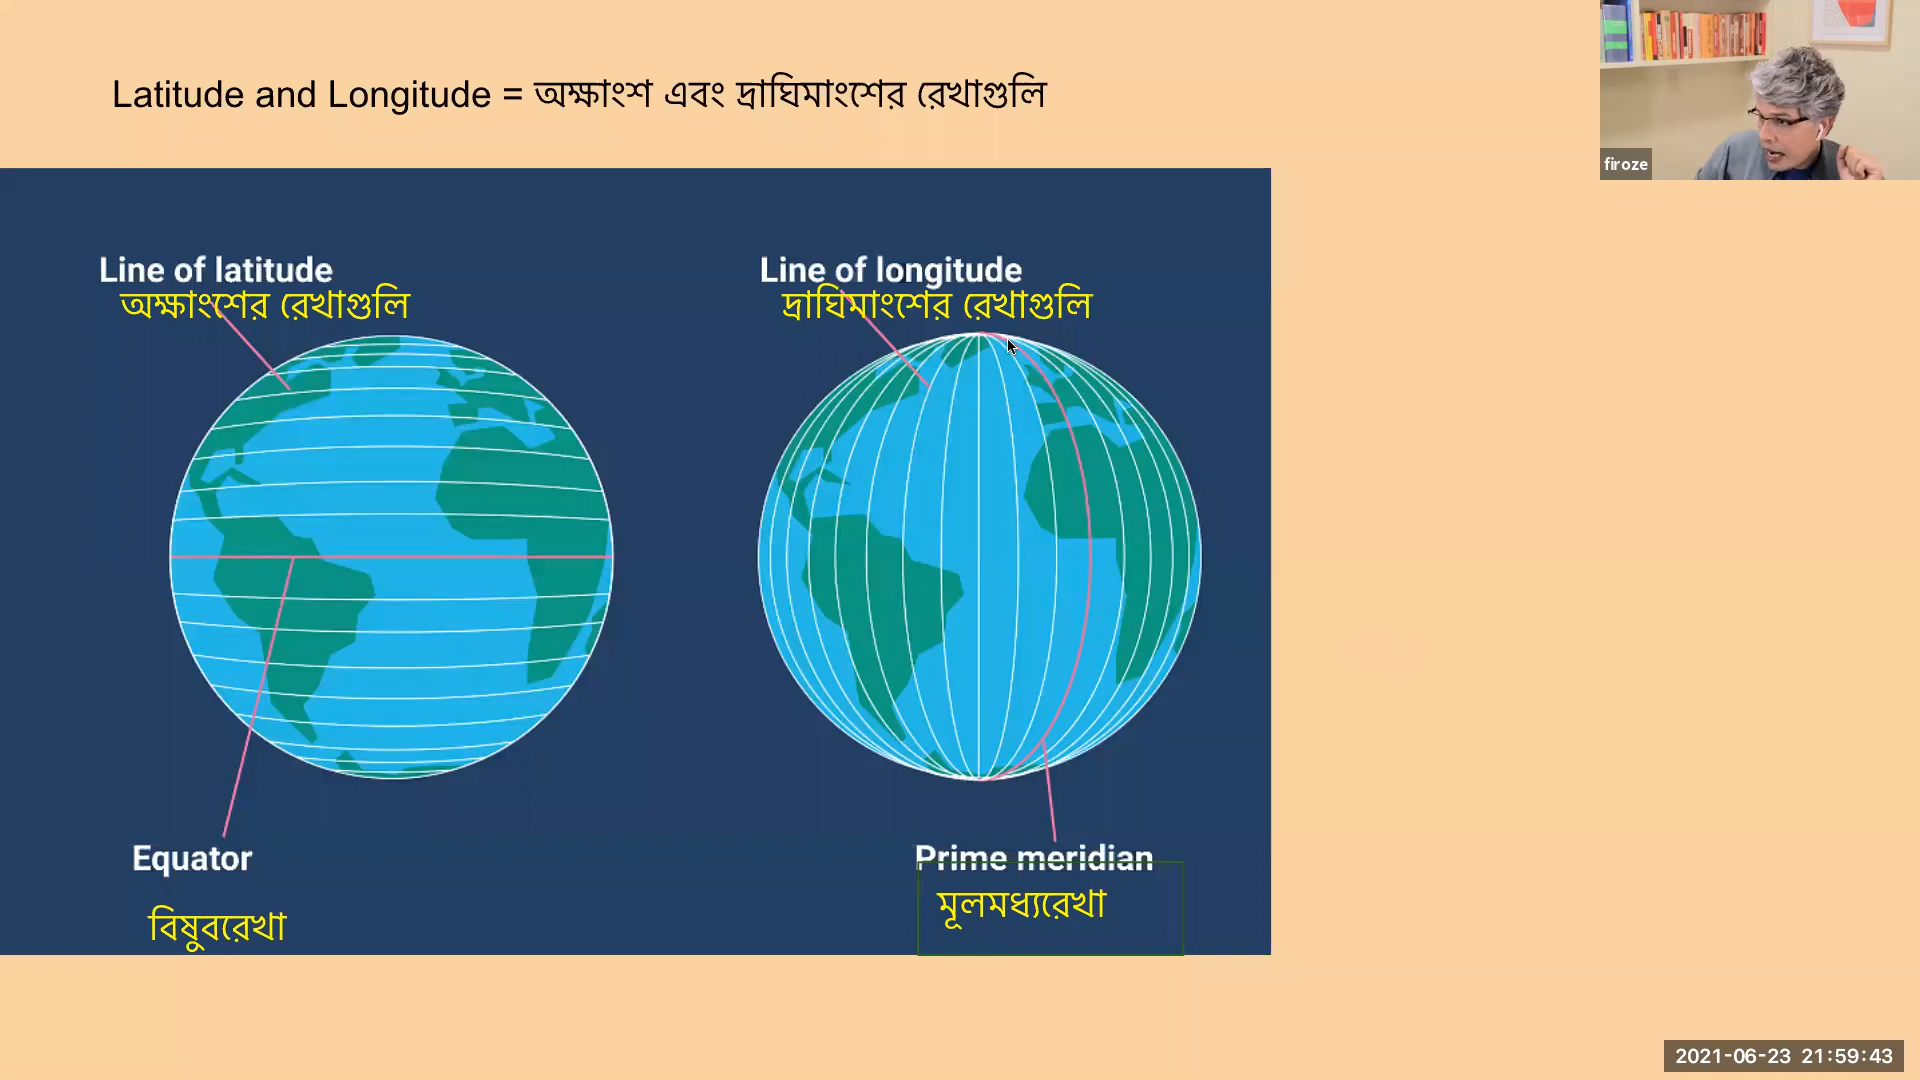 Latitude and Longitude = অক্ষাংশ এবং দ্রাঘিমাংশের রেখাগুলি
firoze
Line of latitude
অক্ষাংশের রেখাগুলি
Line of longitude
দ্রাঘিমাংশের রেখাগুলি
Equator
বিষুবরেখা
Prime meridian
মূলমধ্যরেখা
2021-06-23 21:59:43